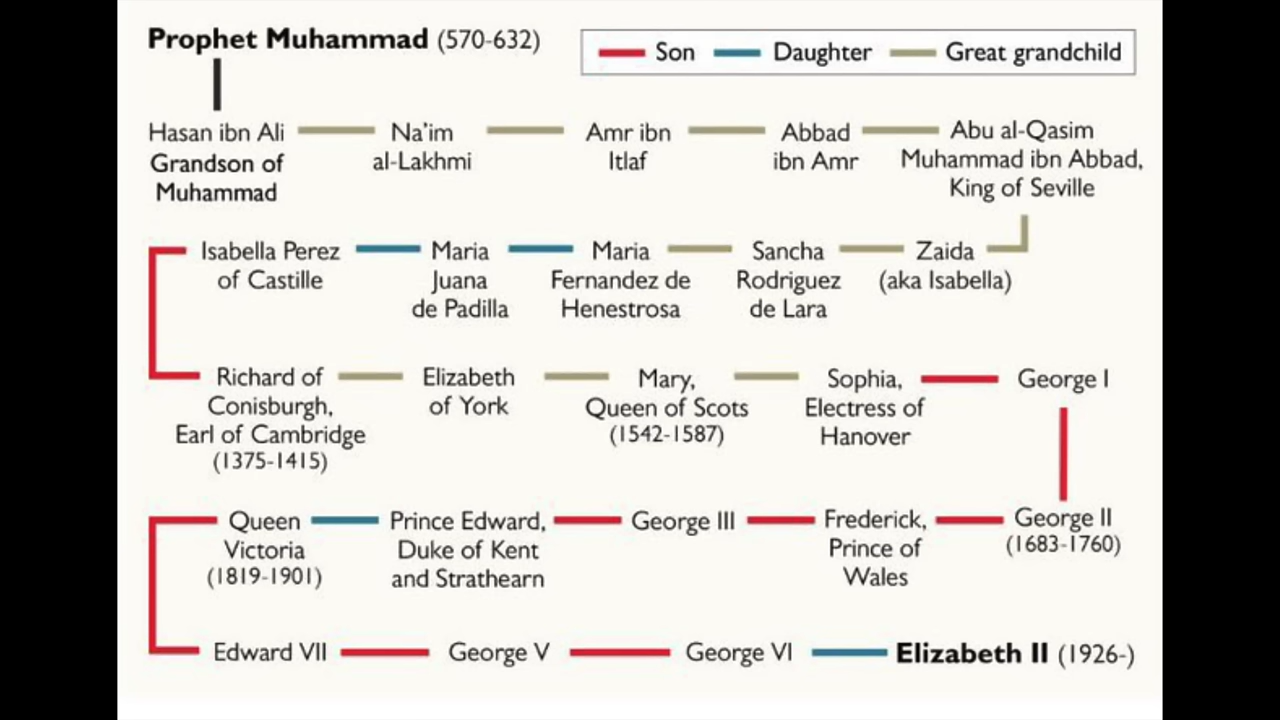 Prophet Muhammad (570-632)
Son
Daughter
Great grandchild
Hasan ibn Ali
Grandson of
Muhammad
Na'im
al-Lakhmi
Amr ibn
Itlaf
Abbad
ibn Amr
Abu al-Qasim
Muhammad ibn Abbad,
King of Seville
Isabella Perez
of Castille
Maria
Juana
de Padilla
Maria
Fernandez de
Henestrosa
Sancha
Rodriguez
de Lara
Zaida
(aka Isabella)
Richard of
Conisburgh,
Earl of Cambridge
(1375-1415)
Elizabeth
of York
Mary,
Queen of Scots
(1542-1587)
Sophia,
Electress of
Hanover
George I
Queen
Victoria
(1819-1901)
Prince Edward,
Duke of Kent
and Strathearn
George III
Frederick,
Prince of
Wales
George II
(1683-1760)
Edward VII
George V
George VI
Elizabeth II (1926-)